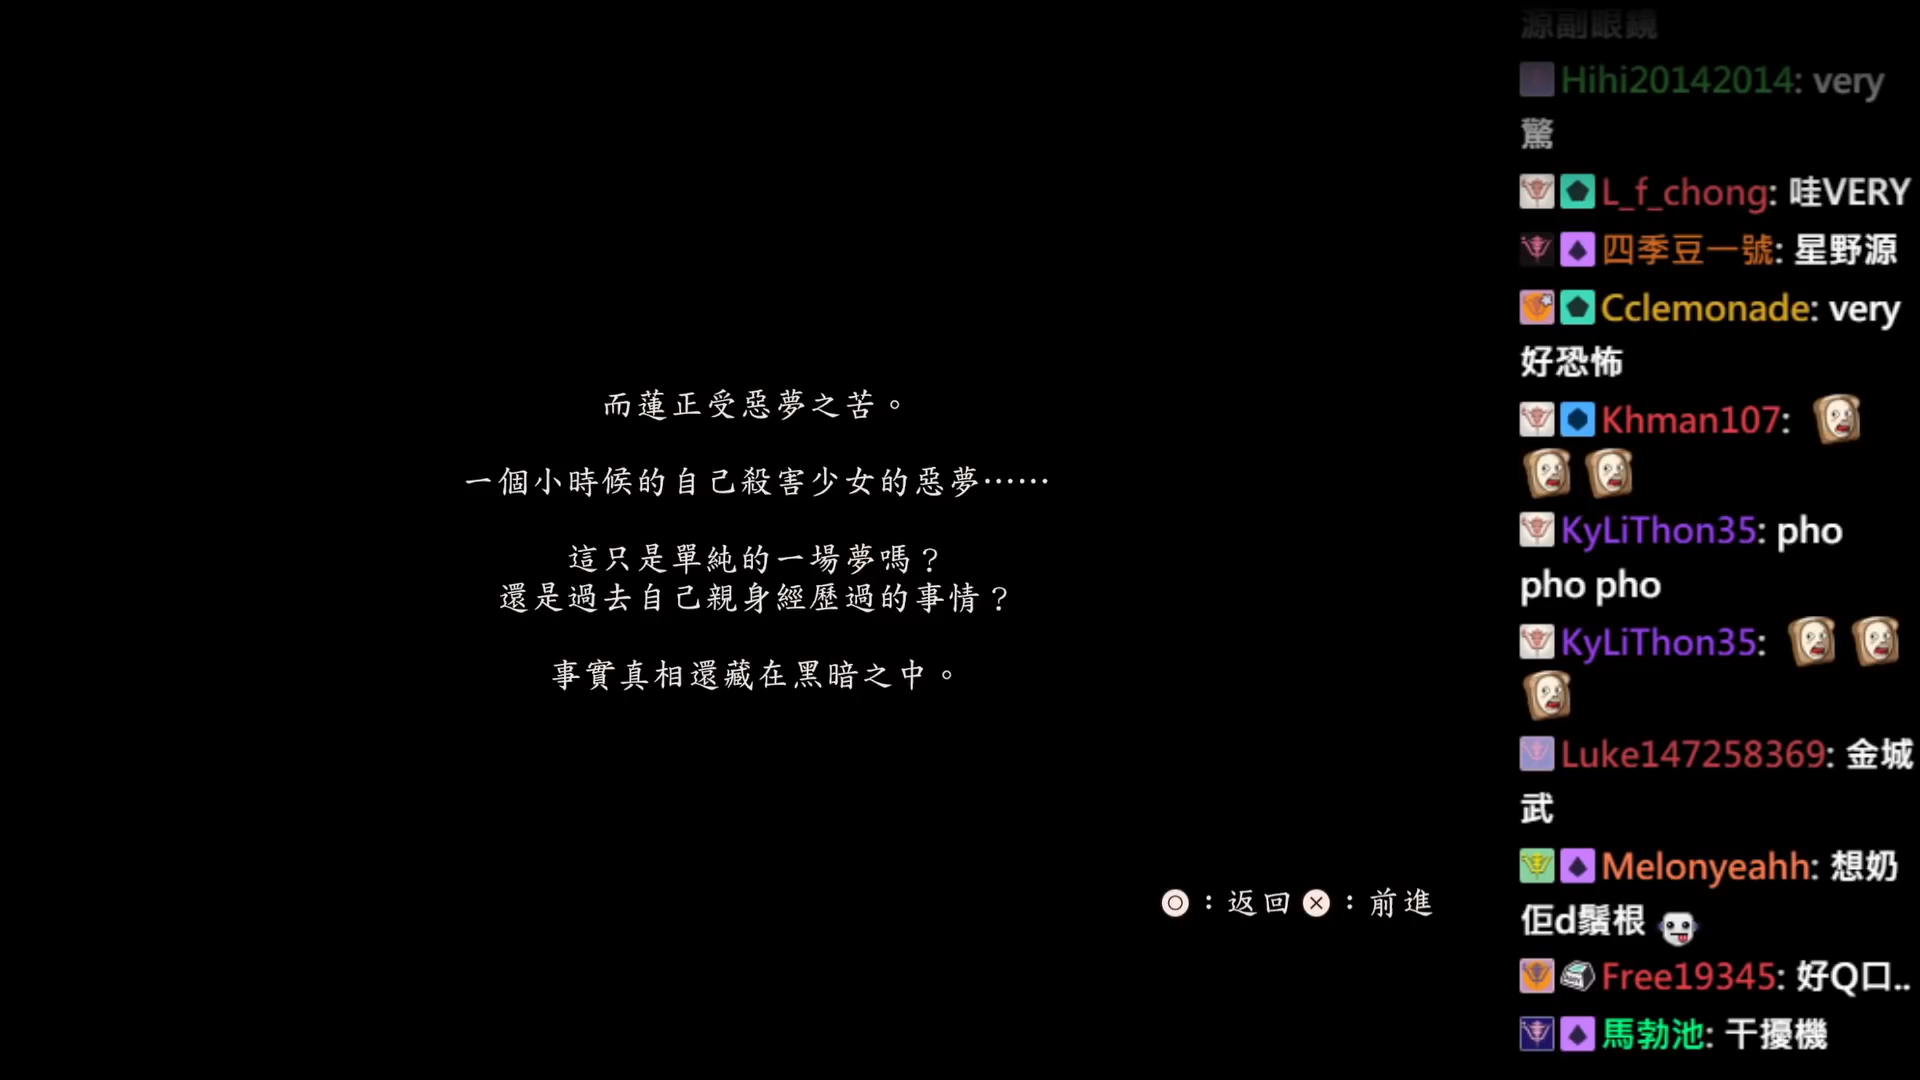 而蓮正受惡夢之苦。
一個小時候的自己殺害少女的惡夢……
這只是單純的一場夢嗎？
還是過去自己親身經歷過的事情？
事實真相還藏在黑暗之中。
：返回 ：前進
源副眼鏡
Hihi20142014: very
驚
L_f_chong: 哇VERY
四季豆一號: 星野源
Cclemonade: very
好恐怖
Khman107:
KyLiThon35: pho
pho pho
KyLiThon35:
Luke147258369: 金城
武
Melonyeahh: 想奶
佢d鬚根
Free19345: 好Q口..
馬勃池: 干擾機